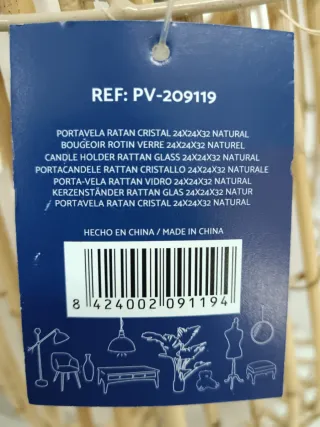 REF: PV-209119
PORTAVELA RATAN CRISTAL 24X24X32 NATURAL
BOUGEOIR ROTIN VERRE 24X24X32 NATUREL
CANDLE HOLDER RATTAN GLASS 24X24X32 NATURAL
PORTACANDELE RATTAN CRISTALLO 24X24X32 NATURALE
PORTA-VELA RATTAN VIDRO 24X24X32 NATURAL
KERZENSTÄNDER RATTAN GLAS 24X24X32 NATUR
PORTAVELA RATAN CRISTAL 24X24X32 NATURAL
HECHO EN CHINA / MADE IN CHINA
8 424002 091194